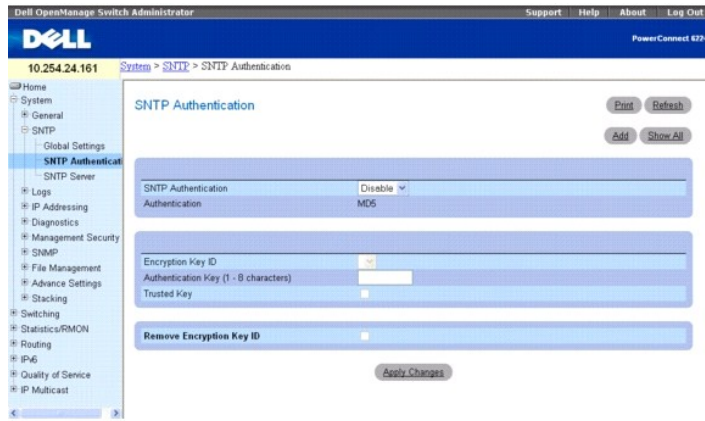 Dell OpenManage Switch Administrator
Support Help About Log Out
DELL
PowerConnect
10.254.24.161
System > SNTP > SNTP Authentication
Home
System
General
SNTP
Global Settings
SNTP Authenticati
SNTP Server
Logs
IP Addressing
Diagnostics
Management Security
SNMP
File Management
Advance Settings
Stacking
Switching
Statistics/RMON
Routing
IPv6
Quality of Service
IP Multicast
SNTP Authentication
Print Refresh
Add Show All
SNTP Authentication Disable
Authentication MD5
Encryption Key ID
Authentication Key (1 - 8 characters)
Trusted Key
Remove Encryption Key ID
Apply Changes